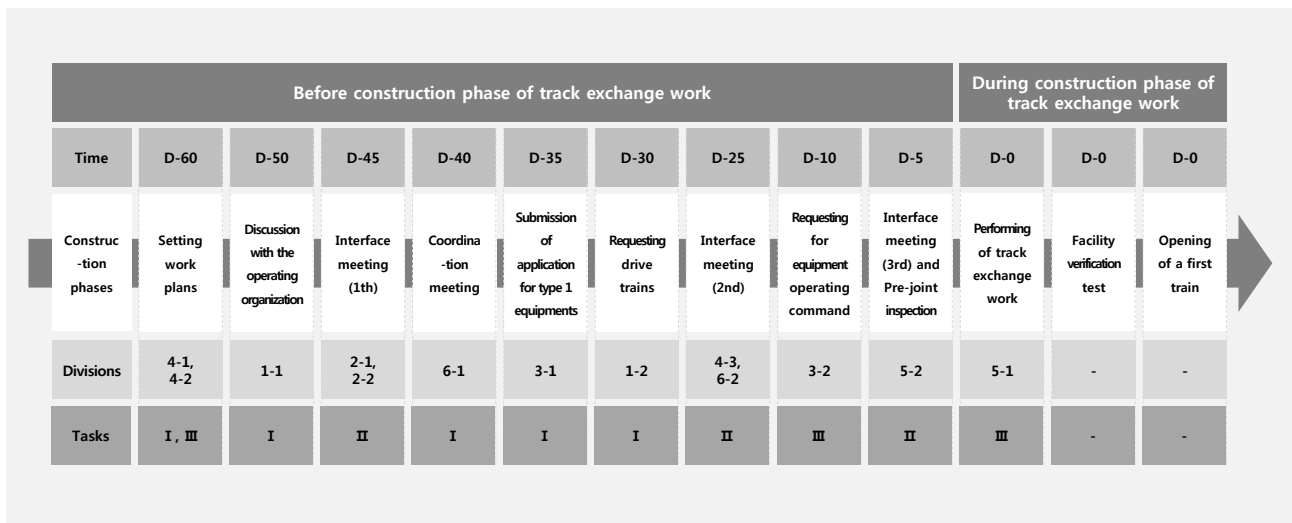 Before construction phase of track exchange work
During construction phase of
track exchange work
Time
D-60
D-50
D-45
D-40
D-35
D-30
D-25
D-10
D-5
D-0
D-0
D-0
Construc
-tion
phases
Setting
work
plans
Discussion
with the
operating
organization
Interface
meeting
(1th)
Coordina
-tion
meeting
Submission
of
application
for type 1
equipments
Requesting
drive
trains
Interface
meeting
(2nd)
Requesting
for
equipment
operating
command
Interface
meeting
(3rd) and
Pre-joint
inspection
Performing
of track
exchange
work
Facility
verification
test
Opening
of a first
train
Divisions
4-1,
4-2
1-1
2-1,
2-2
6-1
3-1
1-2
4-3,
6-2
3-2
5-2
5-1
-
-
Tasks
Ⅰ, Ⅲ
Ⅰ
Ⅱ
Ⅰ
Ⅰ
Ⅰ
Ⅱ
Ⅲ
Ⅱ
Ⅲ
-
-